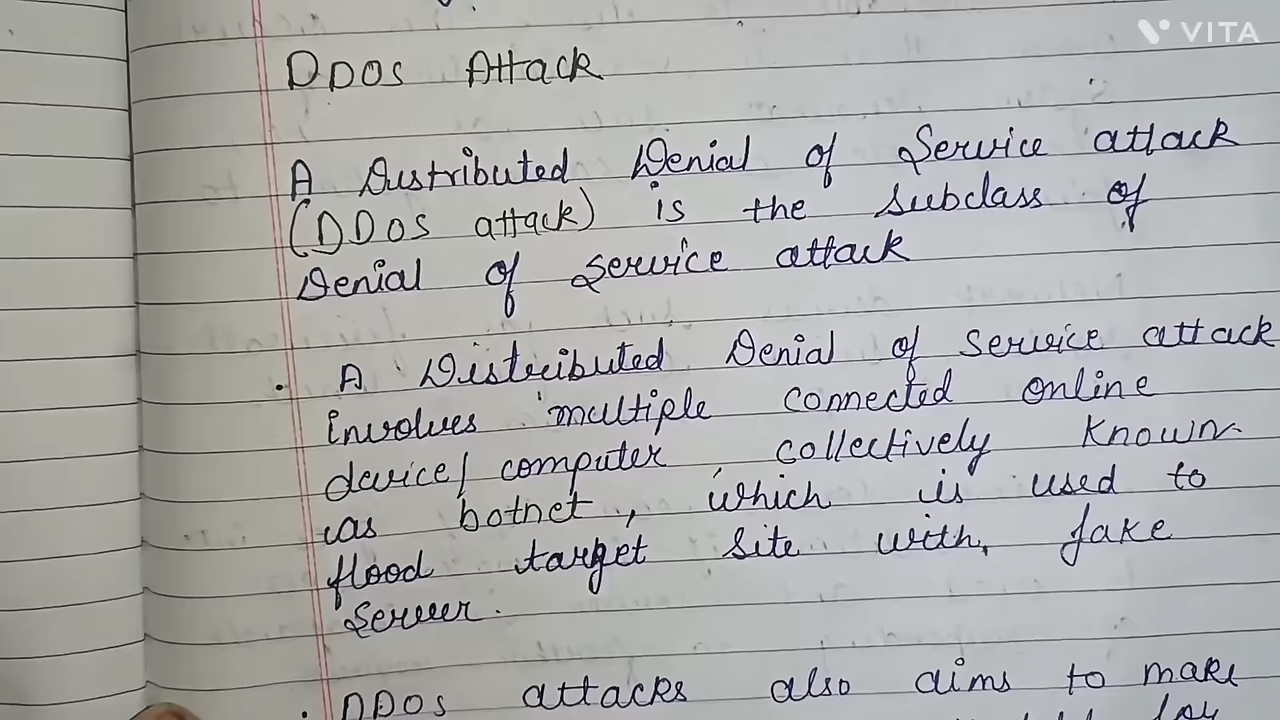 VITA
DDOS Attack
A Distributed Denial of Service attack
(DDOS attack) is the subclass of
Denial of Service attack
. A Distributed Denial of service attack
involves multiple connected online
device/computer collectively known
as botnet, which is used to
flood target site with, fake
Server.
. DDOS attacks also aims to make